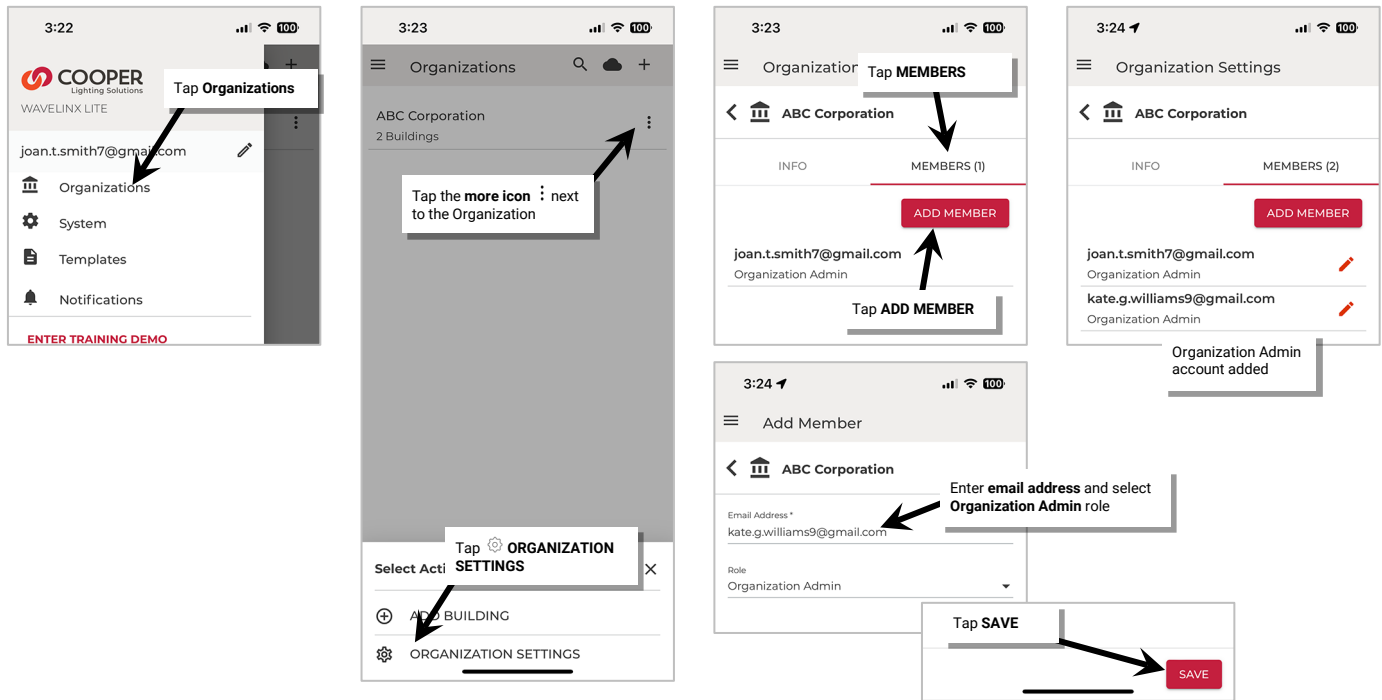 3:22
100
COOPER
Lighting Solutions
WAVELINX LITE
Tap Organizations
joan.t.smith7@gmail.com
Organizations
System
Templates
Notifications
ENTER TRAINING DEMO
3:23
100
Organizations
ABC Corporation
2 Buildings
Tap the more icon ⋮ next
to the Organization
Tap ORGANIZATION
SETTINGS
Select Acti
ADD BUILDING
ORGANIZATION SETTINGS
3:23
100
Organization
Tap MEMBERS
ABC Corporation
INFO
MEMBERS (1)
ADD MEMBER
joan.t.smith7@gmail.com
Organization Admin
Tap ADD MEMBER
3:24
100
Add Member
ABC Corporation
Enter email address and select
Organization Admin role
Email Address *
kate.g.williams9@gmail.com
Role
Organization Admin
Tap SAVE
SAVE
3:24
100
Organization Settings
ABC Corporation
INFO
MEMBERS (2)
ADD MEMBER
joan.t.smith7@gmail.com
Organization Admin
kate.g.williams9@gmail.com
Organization Admin
Organization Admin
account added